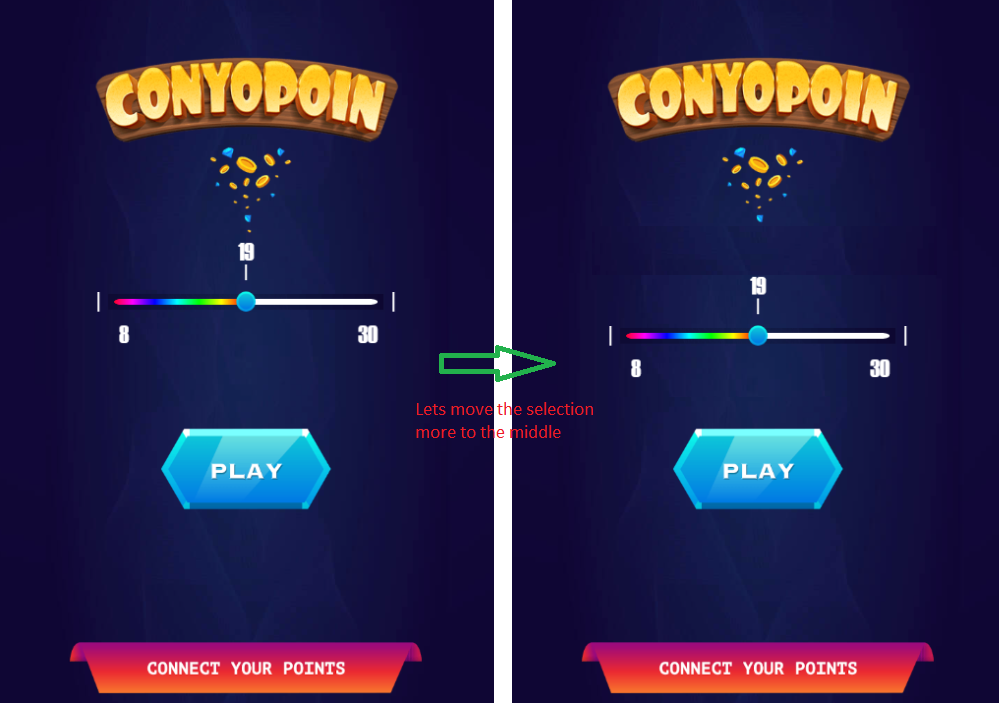 CONYOPOIN
19
8 30
PLAY
CONNECT YOUR POINTS
Lets move the selection
more to the middle
CONYOPOIN
19
8 30
PLAY
CONNECT YOUR POINTS